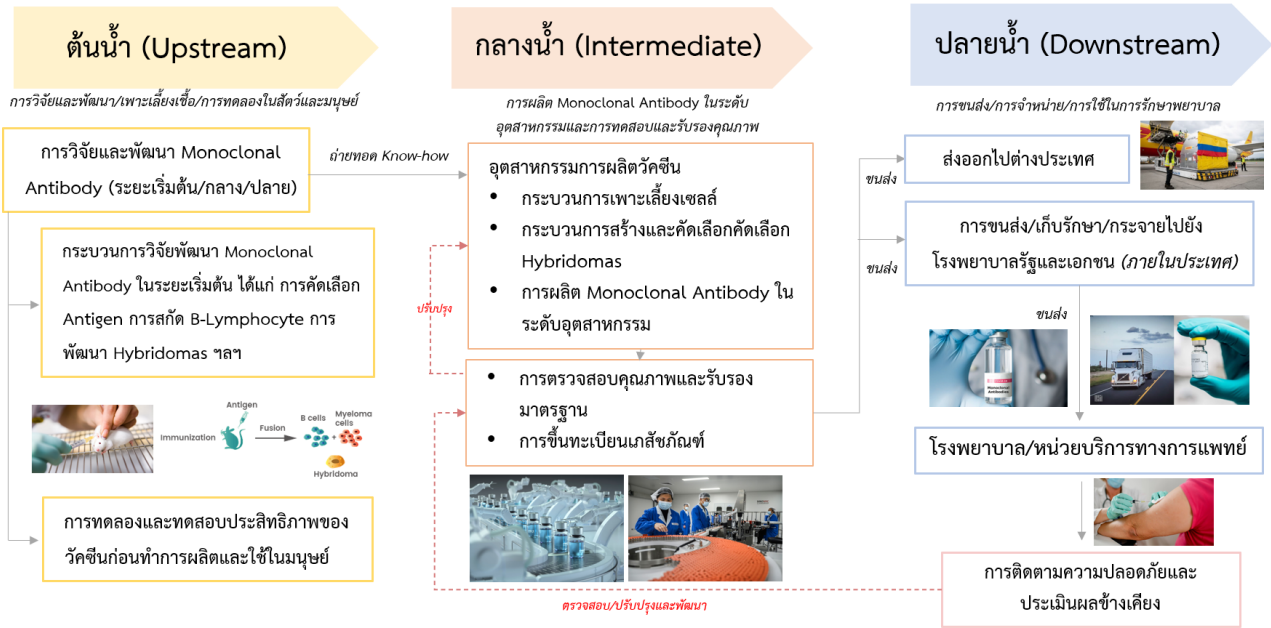 ต้นน้ำ (Upstream)
การวิจัยและพัฒนา/เพาะเลี้ยงเชื้อ/การทดลองในสัตว์และมนุษย์
การวิจัยและพัฒนา Monoclonal
Antibody (ระยะเริ่มต้น/กลาง/ปลาย)
กระบวนการวิจัยพัฒนา Monoclonal
Antibody ในระยะเริ่มต้น ได้แก่ การคัดเลือก
Antigen การสกัด B-Lymphocyte การ
พัฒนา Hybridomas ฯลฯ
Antigen
Immunization
Fusion
B cells
Myeloma
cells
+
Hybridoma
การทดลองและทดสอบประสิทธิภาพของ
วัคซีนก่อนทำการผลิตและใช้ในมนุษย์
ถ่ายทอด Know-how
กลางน้ำ (Intermediate)
การผลิต Monoclonal Antibody ในระดับ
อุตสาหกรรมและการทดสอบและรับรองคุณภาพ
อุตสาหกรรมการผลิตวัคซีน
• กระบวนการเพาะเลี้ยงเซลล์
• กระบวนการสร้างและคัดเลือกคัดเลือก
Hybridomas
• การผลิต Monoclonal Antibody ใน
ระดับอุตสาหกรรม
ปรับปรุง
• การตรวจสอบคุณภาพและรับรอง
มาตรฐาน
• การขึ้นทะเบียนเภสัชภัณฑ์
ตรวจสอบ/ปรับปรุงและพัฒนา
ปลายน้ำ (Downstream)
การขนส่ง/การจำหน่าย/การใช้ในการรักษาพยาบาล
ขนส่ง
ส่งออกไปต่างประเทศ
ขนส่ง
การขนส่ง/เก็บรักษา/กระจายไปยัง
โรงพยาบาลรัฐและเอกชน (ภายในประเทศ)
ขนส่ง
Monoclonal
Antibodies
โรงพยาบาล/หน่วยบริการทางการแพทย์
การติดตามความปลอดภัยและ
ประเมินผลข้างเคียง